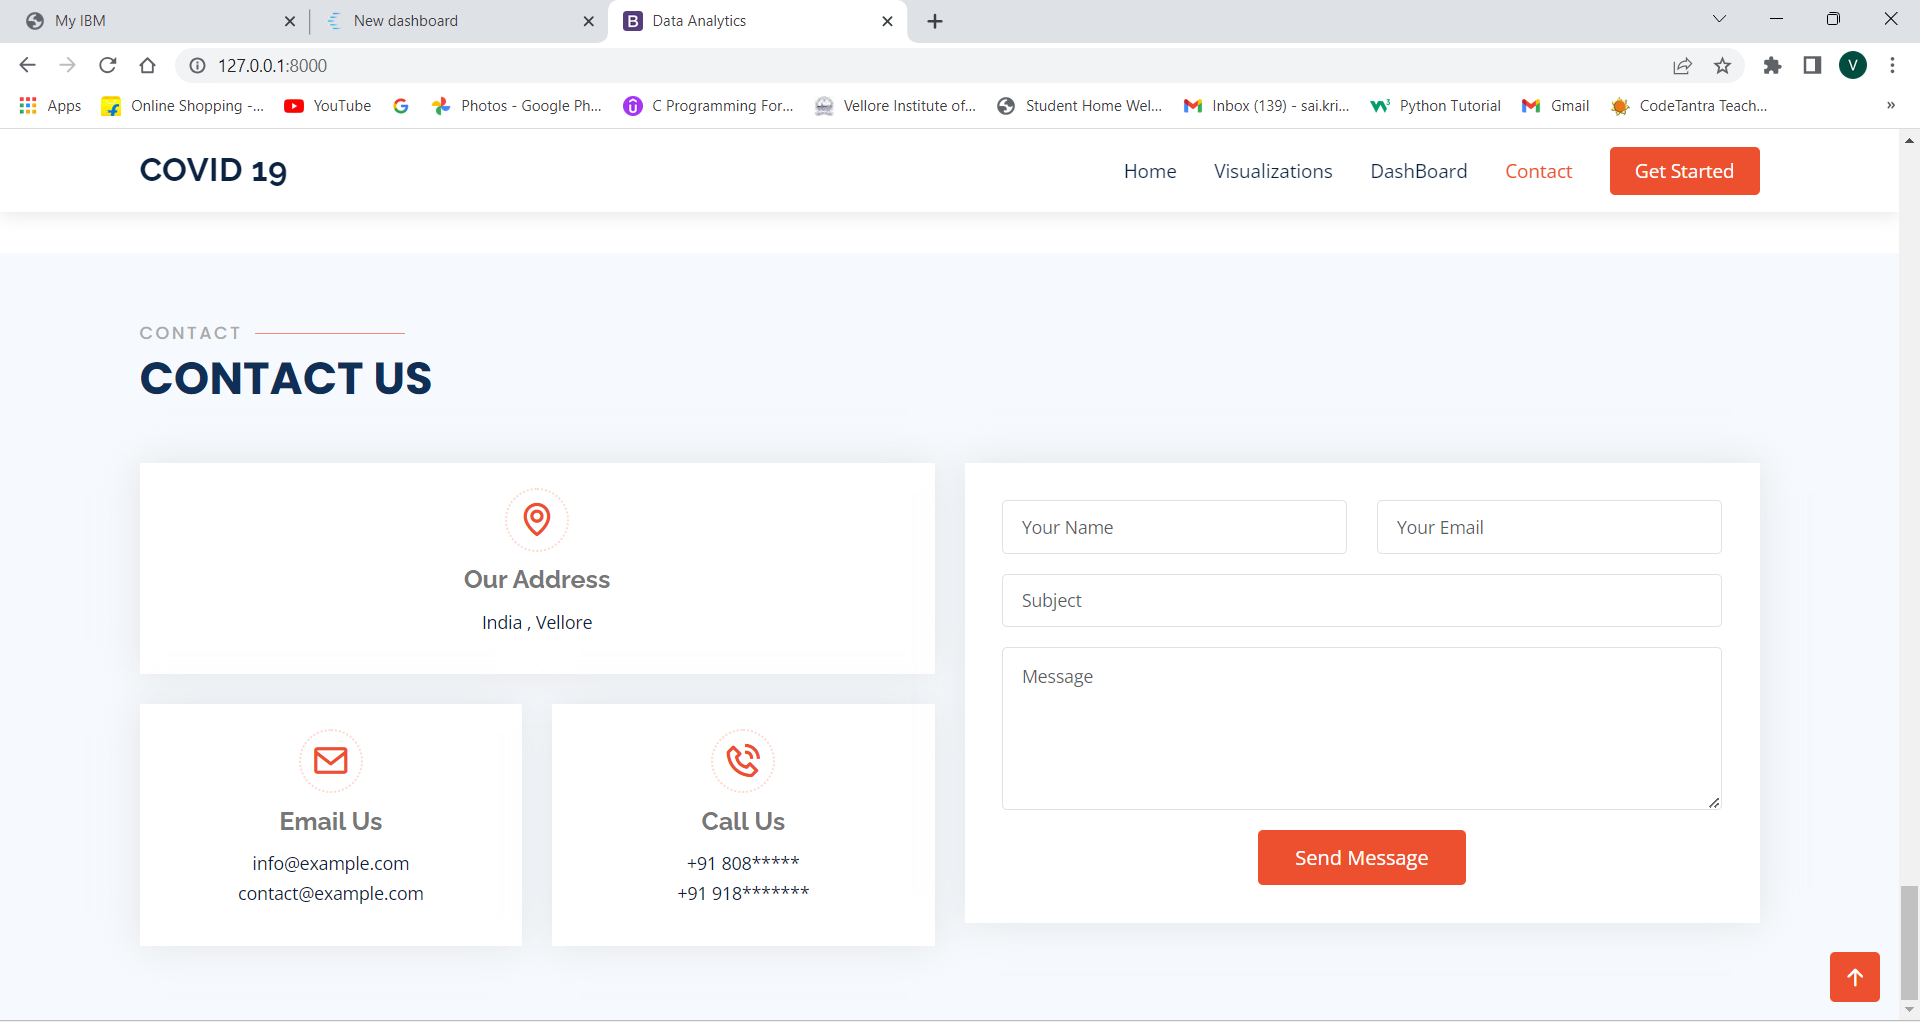 My IBM
New dashboard
B Data Analytics
127.0.0.1:8000
V
Apps
Online Shopping -...
YouTube
Photos - Google Ph...
C Programming For...
Vellore Institute of...
Student Home Wel...
Inbox (139) - sai.kri...
Python Tutorial
Gmail
CodeTantra Teach...
»
COVID 19
Home
Visualizations
DashBoard
Contact
Get Started
CONTACT
CONTACT US
Our Address
India , Vellore
Email Us
info@example.com
contact@example.com
Call Us
+91 808*****
+91 918*******
Your Name
Your Email
Subject
Message
Send Message